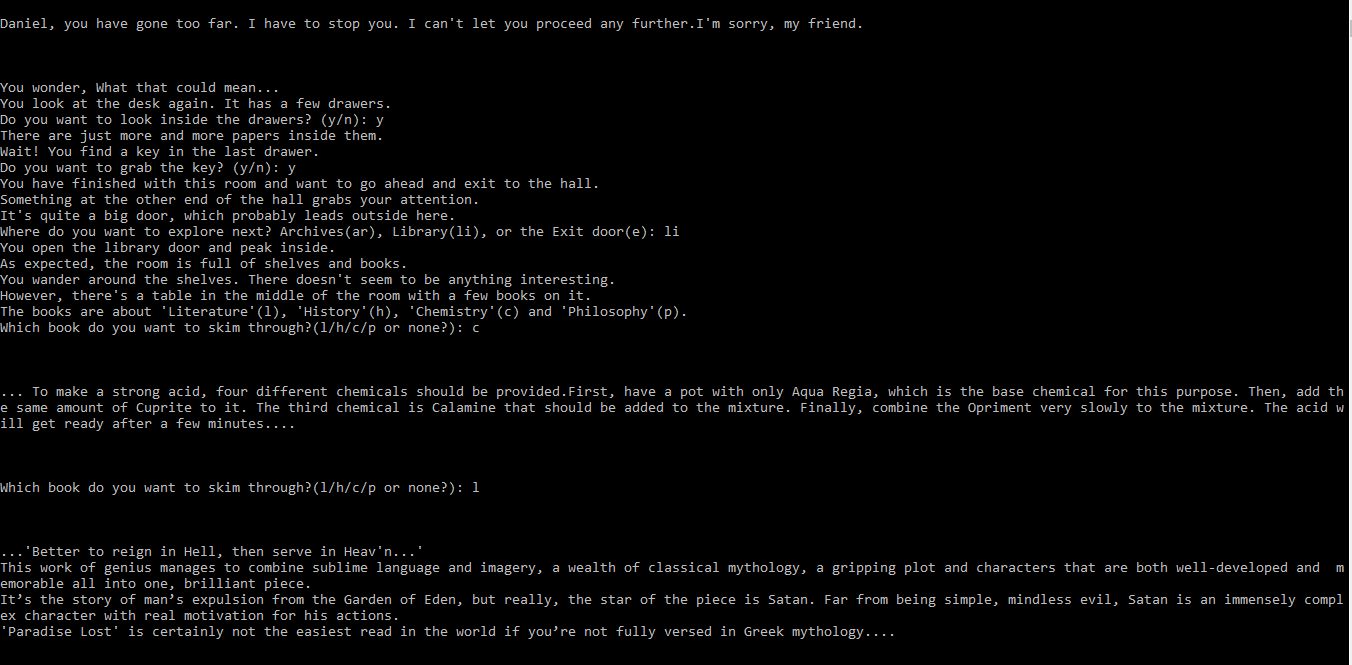 Daniel, you have gone too far. I have to stop you. I can't let you proceed any further.I'm sorry, my friend.
You wonder, What that could mean...
You look at the desk again. It has a few drawers.
Do you want to look inside the drawers? (y/n): y
There are just more and more papers inside them.
Wait! You find a key in the last drawer.
Do you want to grab the key? (y/n): y
You have finished with this room and want to go ahead and exit to the hall.
Something at the other end of the hall grabs your attention.
It's quite a big door, which probably leads outside here.
Where do you want to explore next? Archives(ar), Library(li), or the Exit door(e): li
You open the library door and peak inside.
As expected, the room is full of shelves and books.
You wander around the shelves. There doesn't seem to be anything interesting.
However, there's a table in the middle of the room with a few books on it.
The books are about 'Literature'(l), 'History'(h), 'Chemistry'(c) and 'Philosophy'(p).
Which book do you want to skim through?(l/h/c/p or none?): c
... To make a strong acid, four different chemicals should be provided.First, have a pot with only Aqua Regia, which is the base chemical for this purpose. Then, add th
e same amount of Cuprite to it. The third chemical is Calamine that should be added to the mixture. Finally, combine the Opriment very slowly to the mixture. The acid w
ill get ready after a few minutes....
Which book do you want to skim through?(l/h/c/p or none?): l
...'Better to reign in Hell, then serve in Heav'n...'
This work of genius manages to combine sublime language and imagery, a wealth of classical mythology, a gripping plot and characters that are both well-developed and  m
emorable all into one, brilliant piece.
It’s the story of man’s expulsion from the Garden of Eden, but really, the star of the piece is Satan. Far from being simple, mindless evil, Satan is an immensely compl
ex character with real motivation for his actions.
'Paradise Lost' is certainly not the easiest read in the world if you’re not fully versed in Greek mythology....